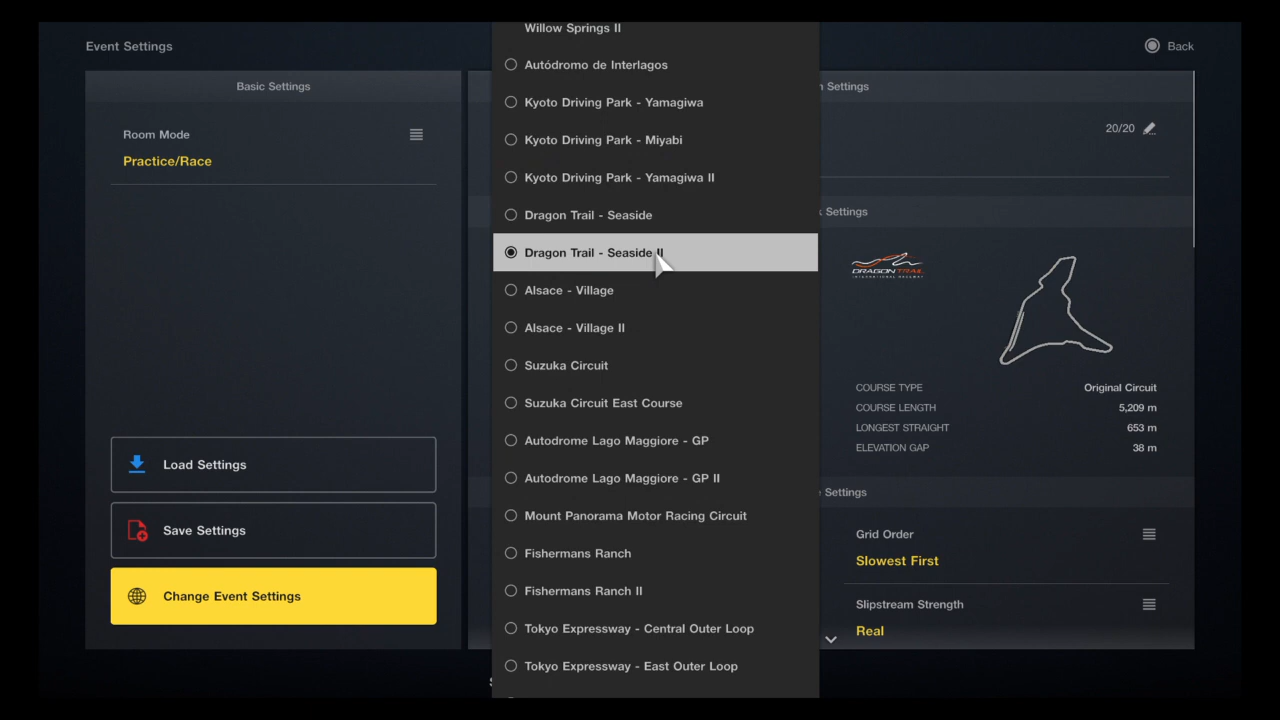 Event Settings
Back
Basic Settings
Room Mode
Practice/Race
Load Settings
Save Settings
Change Event Settings
Willow Springs II
Autódromo de Interlagos
Kyoto Driving Park - Yamagiwa
Kyoto Driving Park - Miyabi
Kyoto Driving Park - Yamagiwa II
Dragon Trail - Seaside
Dragon Trail - Seaside II
Alsace - Village
Alsace - Village II
Suzuka Circuit
Suzuka Circuit East Course
Autodrome Lago Maggiore - GP
Autodrome Lago Maggiore - GP II
Mount Panorama Motor Racing Circuit
Fishermans Ranch
Fishermans Ranch II
Tokyo Expressway - Central Outer Loop
Tokyo Expressway - East Outer Loop
Settings
20/20
Settings
DRAGON TRAIL
COURSE TYPE Original Circuit
COURSE LENGTH 5,209 m
LONGEST STRAIGHT 653 m
ELEVATION GAP 38 m
Settings
Grid Order
Slowest First
Slipstream Strength
Real